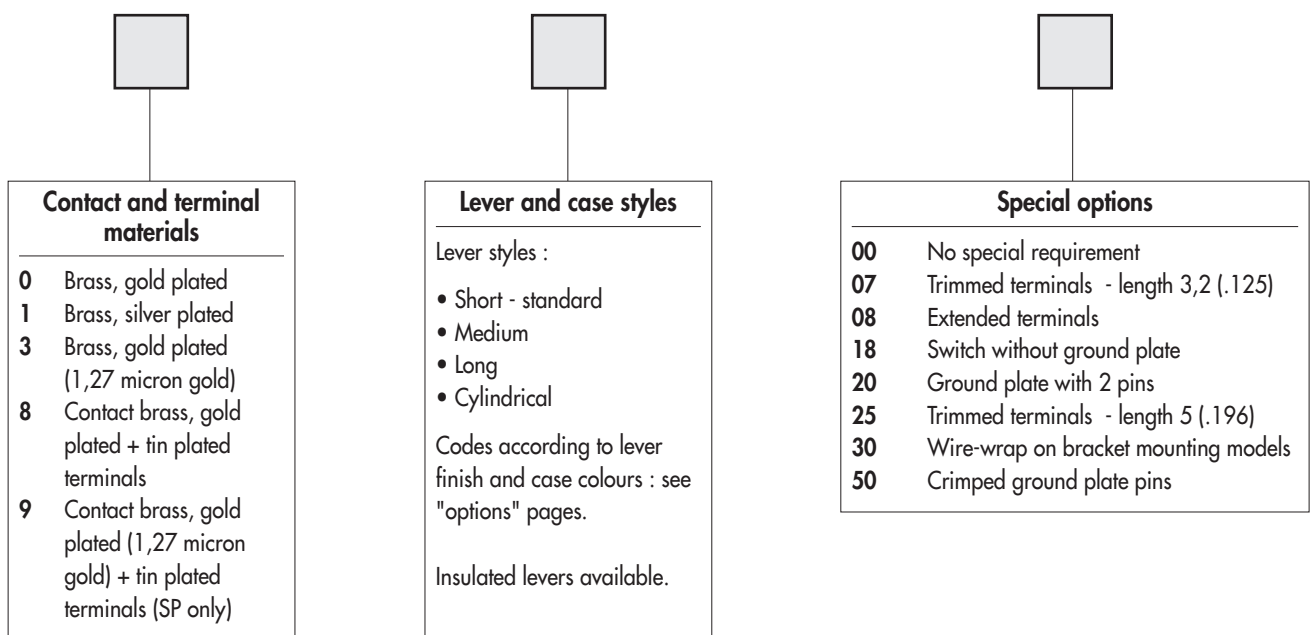 Contact and terminal
materials
0 Brass, gold plated
1 Brass, silver plated
3 Brass, gold plated
(1,27 micron gold)
8 Contact brass, gold
plated + tin plated
terminals
9 Contact brass, gold
plated (1,27 micron
gold) + tin plated
terminals (SP only)
Lever and case styles
Lever styles :
• Short - standard
• Medium
• Long
• Cylindrical
Codes according to lever
finish and case colours : see
"options" pages.
Insulated levers available.
Special options
00 No special requirement
07 Trimmed terminals - length 3,2 (.125)
08 Extended terminals
18 Switch without ground plate
20 Ground plate with 2 pins
25 Trimmed terminals - length 5 (.196)
30 Wire-wrap on bracket mounting models
50 Crimped ground plate pins